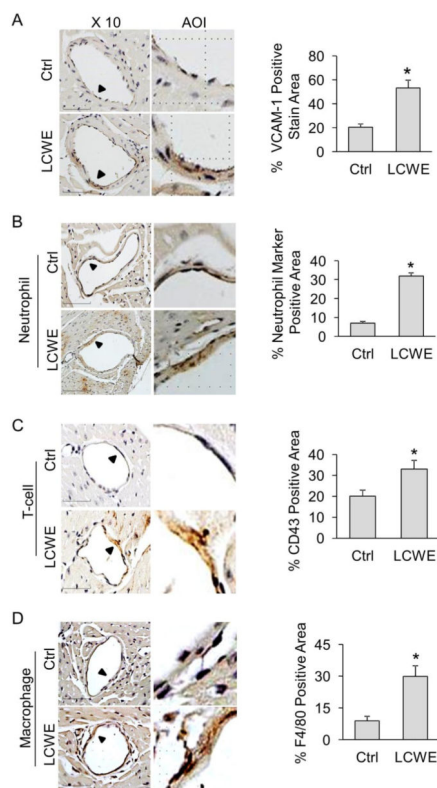 A
X 10
AOI
Ctrl
LCWE
% VCAM-1 Positive
Stain Area
80
60
40
20
0
*
Ctrl LCWE
B
Neutrophil
Ctrl
LCWE
% Neutrophil Marker
Positive Area
40
30
20
10
0
*
Ctrl LCWE
C
T-cell
Ctrl
LCWE
% CD43 Positive Area
40
30
20
10
0
*
Ctrl LCWE
D
Macrophage
Ctrl
LCWE
% F4/80 Positive Area
45
30
15
0
*
Ctrl LCWE